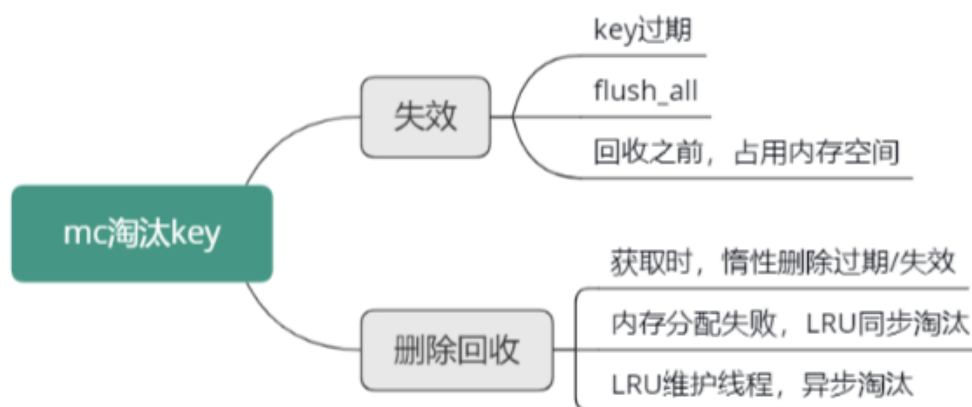 mc淘汰key
失效
key过期
flush_all
回收之前，占用内存空间
删除回收
获取时，惰性删除过期/失效
内存分配失败，LRU同步淘汰
LRU维护线程，异步淘汰